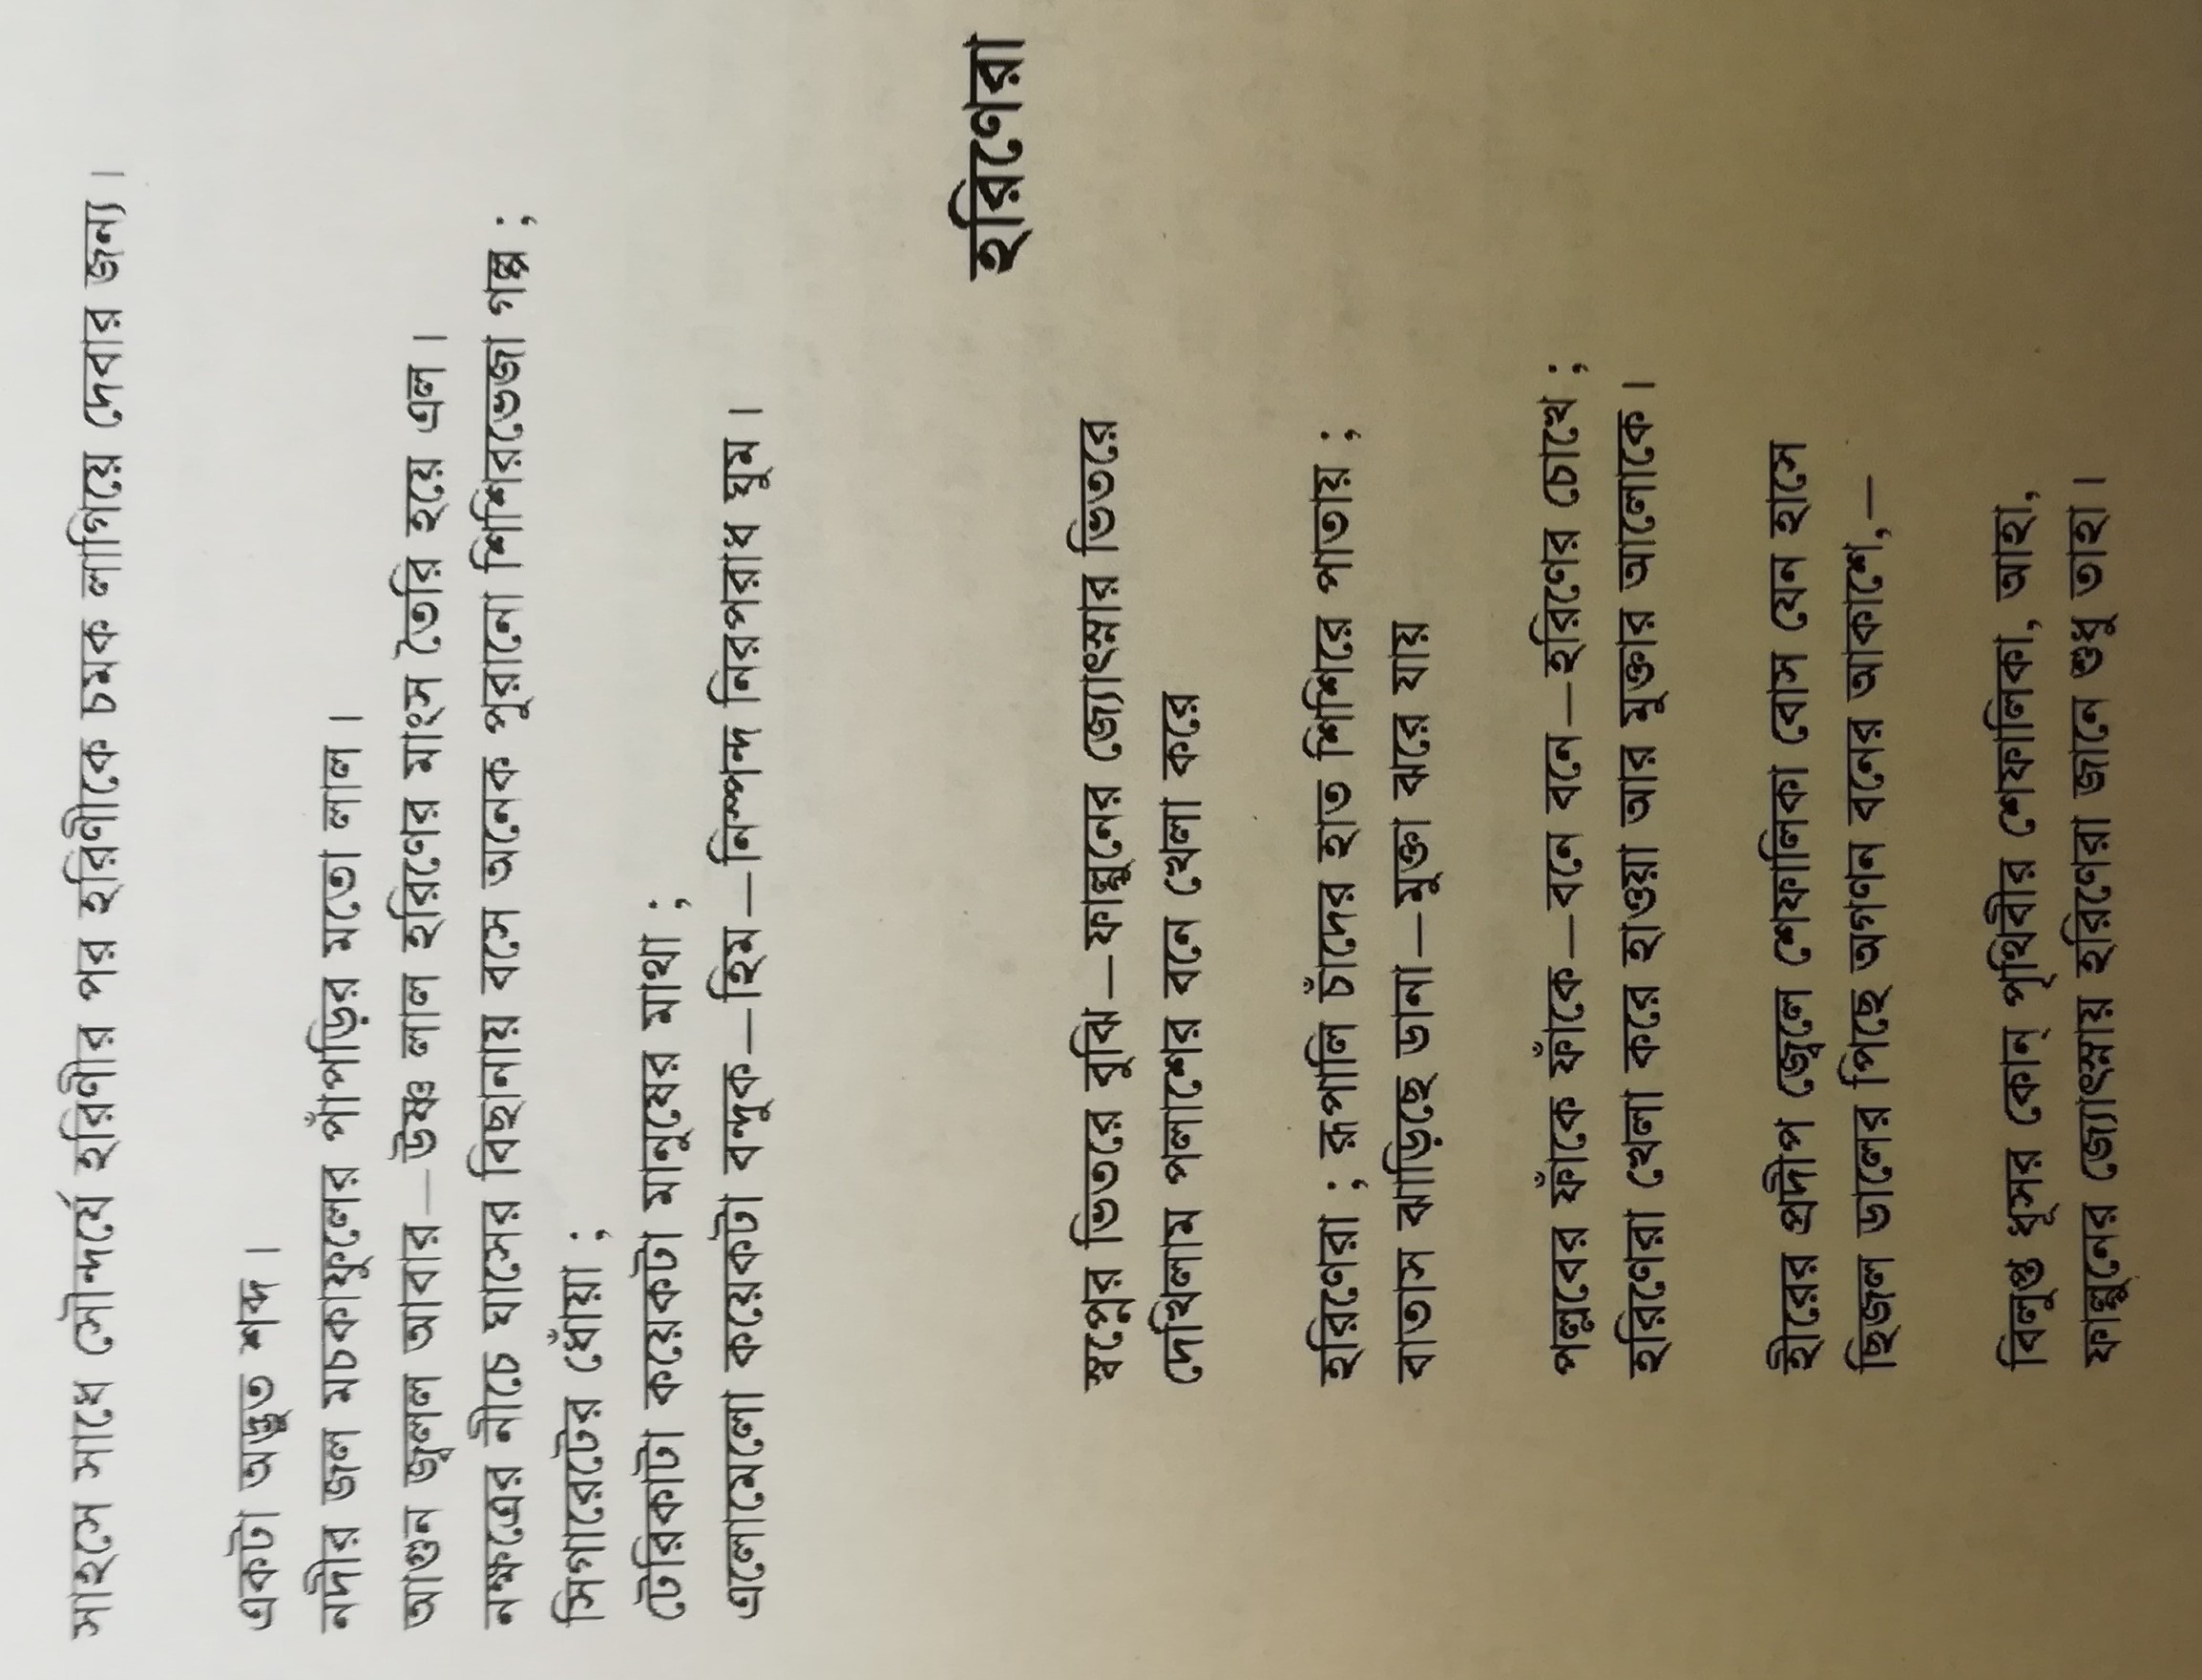 সাহসে সাধে সৌন্দর্যে হরিণীর পর হরিণীকে চমক লাগিয়ে দেবার জন্য।
একটা অদ্ভুত শব্দ।
নদীর জল মচকাফুলের পাঁপড়ির মতো লাল।
আগুন জ্বলল আবার—উষ্ণ লাল হরিণের মাংস তৈরি হয়ে এল।
নক্ষত্রের নীচে ঘাসের বিছানায় বসে অনেক পুরানো শিশিরভেজা গল্প ;
সিগারেটের ধোঁয়া ;
টেরিকাটা কয়েকটা মানুষের মাথা ;
এলোমেলো কয়েকটা বন্দুক—হিম—নিস্পন্দ নিরপরাধ ঘুম।
হরিণেরা
স্বপ্নের ভিতরে বুঝি—ফাল্গুনের জ্যোৎস্নার ভিতরে
দেখিলাম পলাশের বনে খেলা করে
হরিণেরা ; রূপালি চাঁদের হাত শিশিরে পাতায় ;
বাতাস ঝাড়িছে ডানা—মুক্তা ঝরে যায়
পল্লবের ফাঁকে ফাঁকে—বনে বনে—হরিণের চোখে ;
হরিণেরা খেলা করে হাওয়া আর মুক্তার আলোকে।
হীরের প্রদীপ জ্বেলে শেফালিকা বোস যেন হাসে
হিজল ডালের পিছে অগণন বনের আকাশে,—
বিলুপ্ত ধূসর কোন্ পৃথিবীর শেফালিকা, আহা,
ফাল্গুনের জ্যোৎস্নায় হরিণেরা জানে শুধু তাহা।